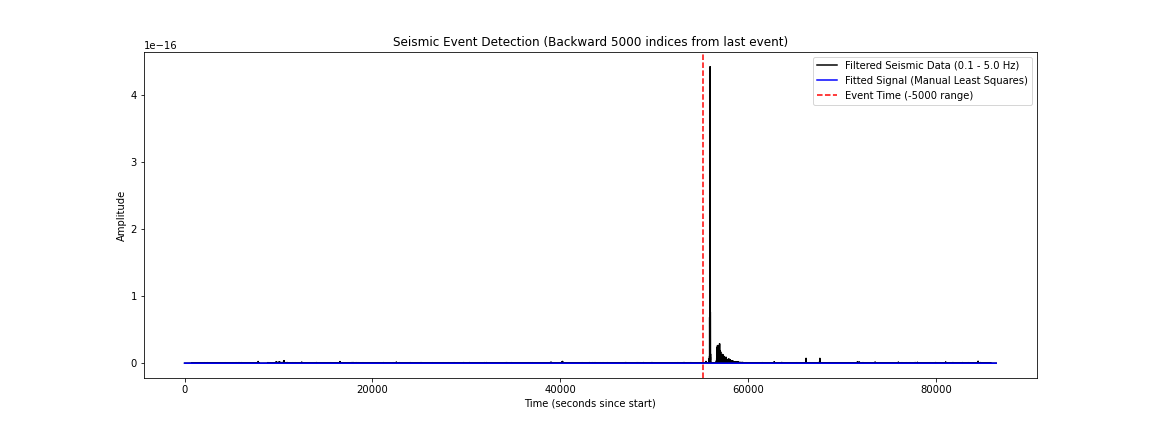 Seismic Event Detection (Backward 5000 indices from last event)
1e−16
Filtered Seismic Data (0.1 - 5.0 Hz)
Fitted Signal (Manual Least Squares)
Event Time (-5000 range)
4
3
2
1
0
Amplitude
0 20000 40000 60000 80000
Time (seconds since start)